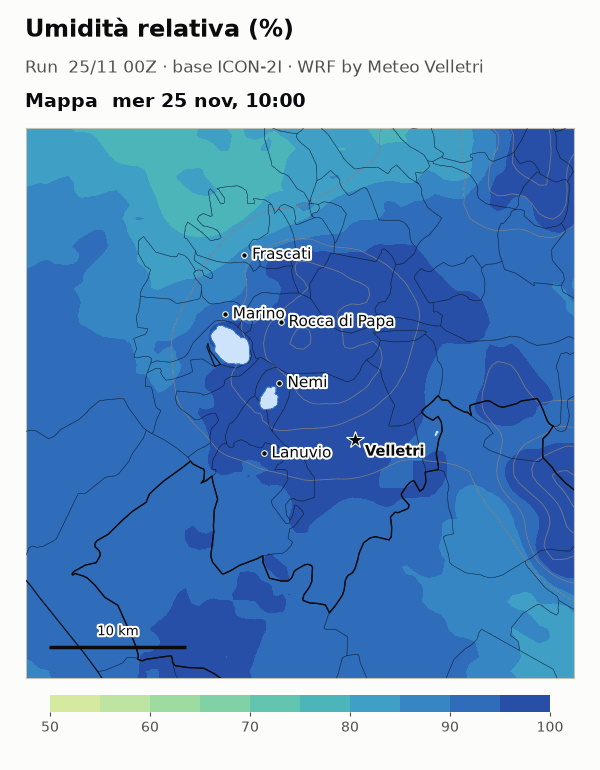 Umidità relativa (%)
Run  25/11 00Z · base ICON-2I · WRF by Meteo Velletri
Mappa  mer 25 nov, 10:00
Frascati
Marino
Rocca di Papa
Nemi
Velletri
Lanuvio
10 km
50 60 70 80 90 100